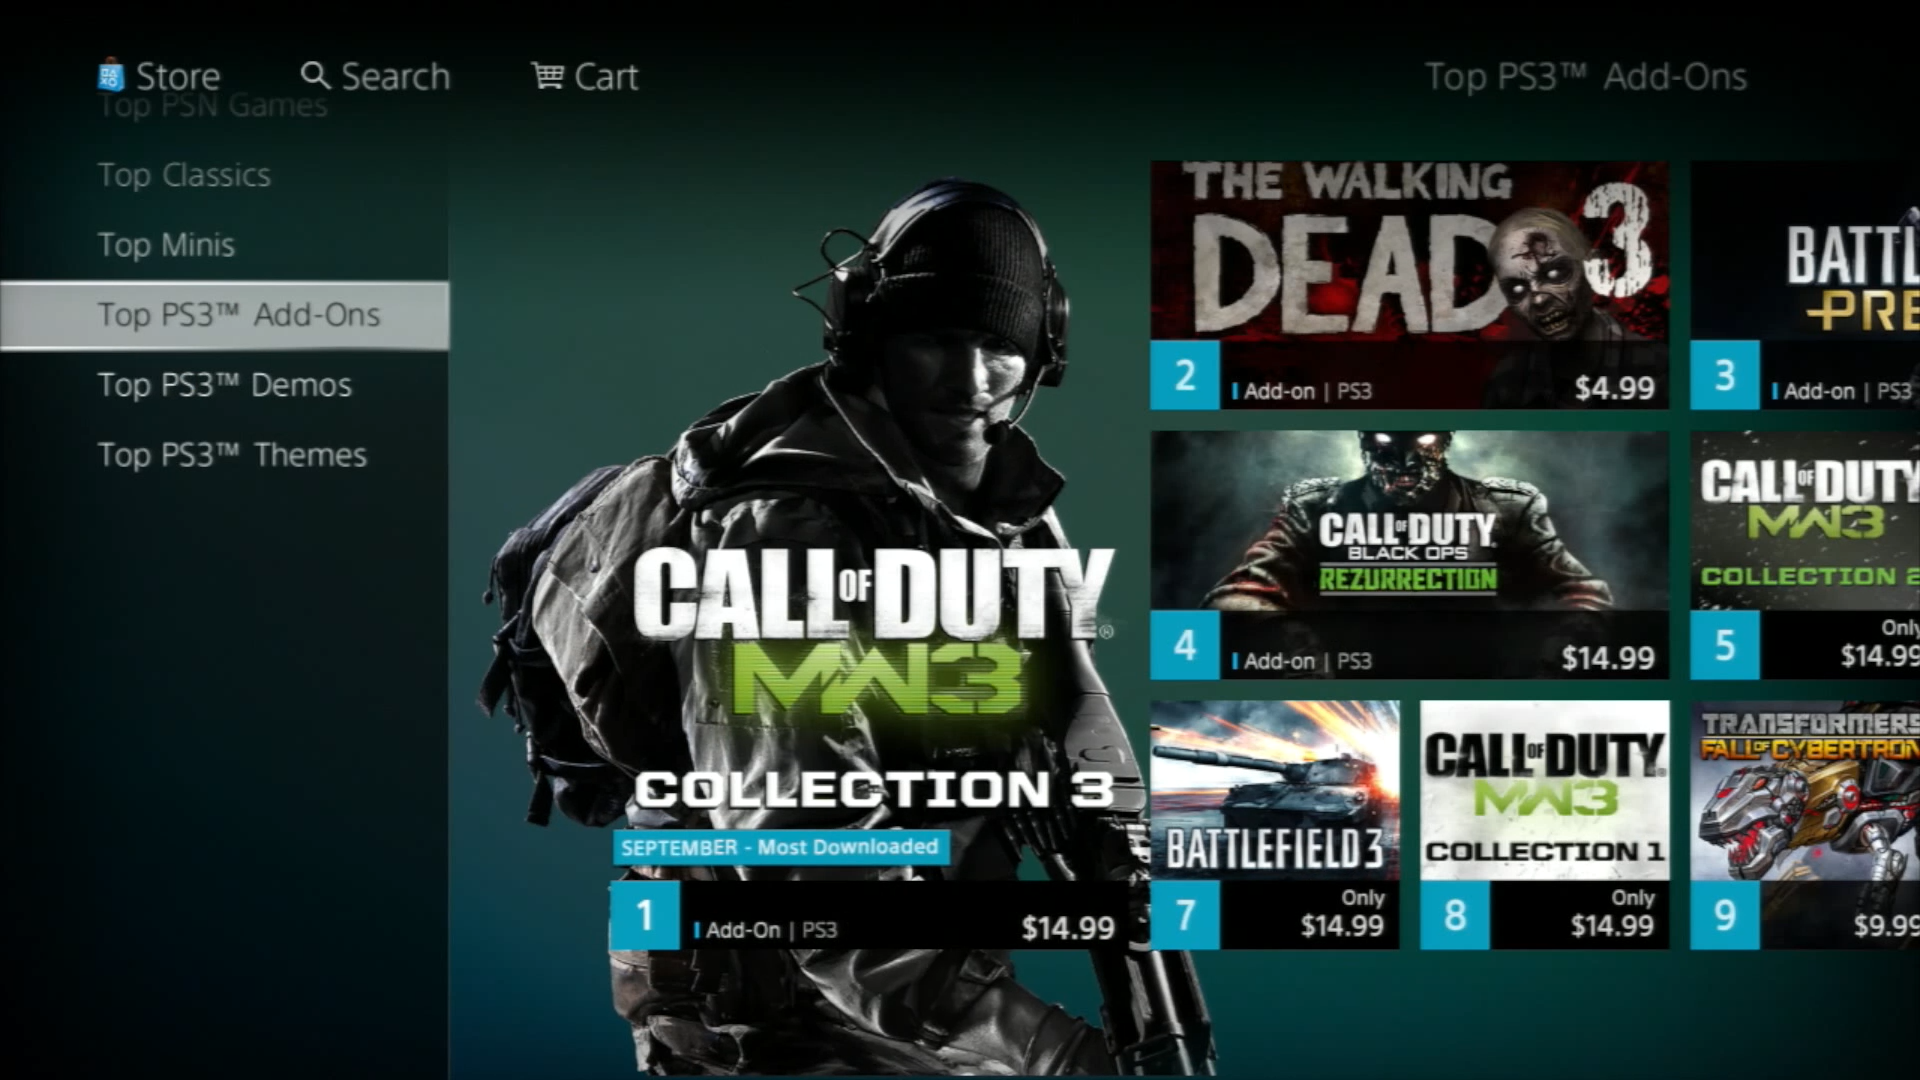 Store
Search
Cart
Top PS3™ Add-Ons
Top PSN Games
Top Classics
Top Minis
Top PS3™ Add-Ons
Top PS3™ Demos
Top PS3™ Themes
CALL OF DUTY®
MW3
COLLECTION 3
SEPTEMBER - Most Downloaded
1
Add-On | PS3
$14.99
THE WALKING
DEAD 3
2
Add-on | PS3
$4.99
BATTL
PRE
3
Add-on | PS3
CALL OF DUTY
BLACK OPS
REZURRECTION
4
Add-on | PS3
$14.99
CALL OF DUTY
MW3
COLLECTION 2
5
Only
$14.99
BATTLEFIELD 3
7
Only
$14.99
CALL OF DUTY
MW3
COLLECTION 1
8
Only
$14.99
TRANSFORMERS
FALL OF CYBERTRON
9
$9.99